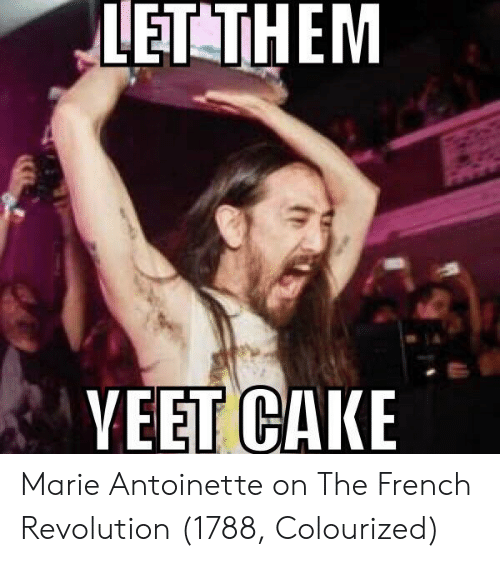 LET THEM
YEET CAKE
Marie Antoinette on The French
Revolution (1788, Colourized)